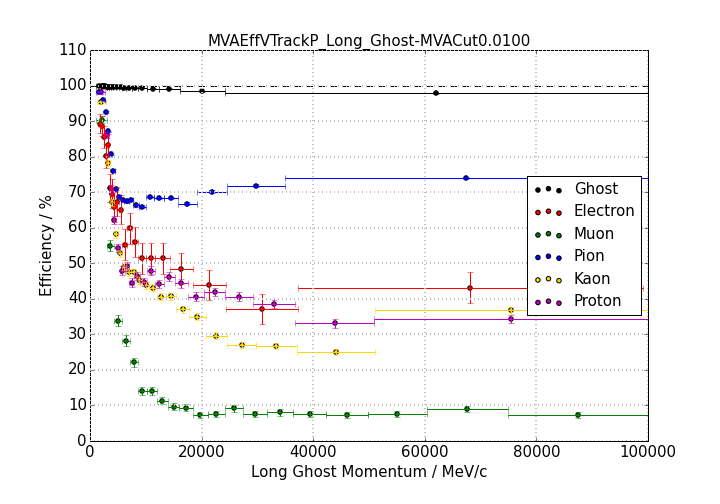 MVAEffVTrackP_Long_Ghost-MVACut0.0100
110
100
90
80
70
60
50
40
30
20
10
0
Efficiency / %
Ghost
Electron
Muon
Pion
Kaon
Proton
0 20000 40000 60000 80000 100000
Long Ghost Momentum / MeV/c